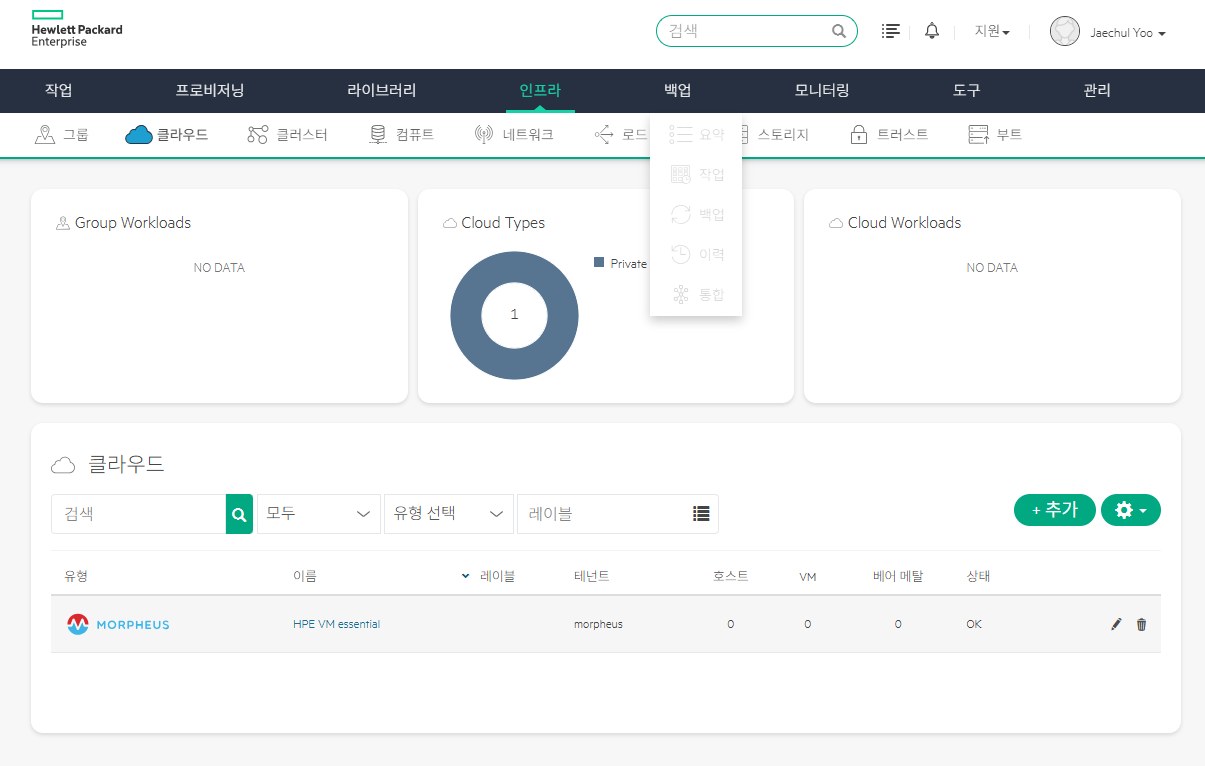 Hewlett Packard
Enterprise
검색
지원
Jaechul Yoo
작업 프로비저닝 라이브러리 인프라 백업 모니터링 도구 관리
그룹 클라우드 클러스터 컴퓨트 네트워크 로드 스토리지 트러스트 부트
요약
작업
백업
이력
통합
Group Workloads
NO DATA
Cloud Types
1
Private
Cloud Workloads
NO DATA
클라우드
검색 모두 유형 선택 레이블
+ 추가
유형 이름 레이블 테넌트 호스트 VM 베어 메탈 상태
MORPHEUS HPE VM essential morpheus 0 0 0 OK